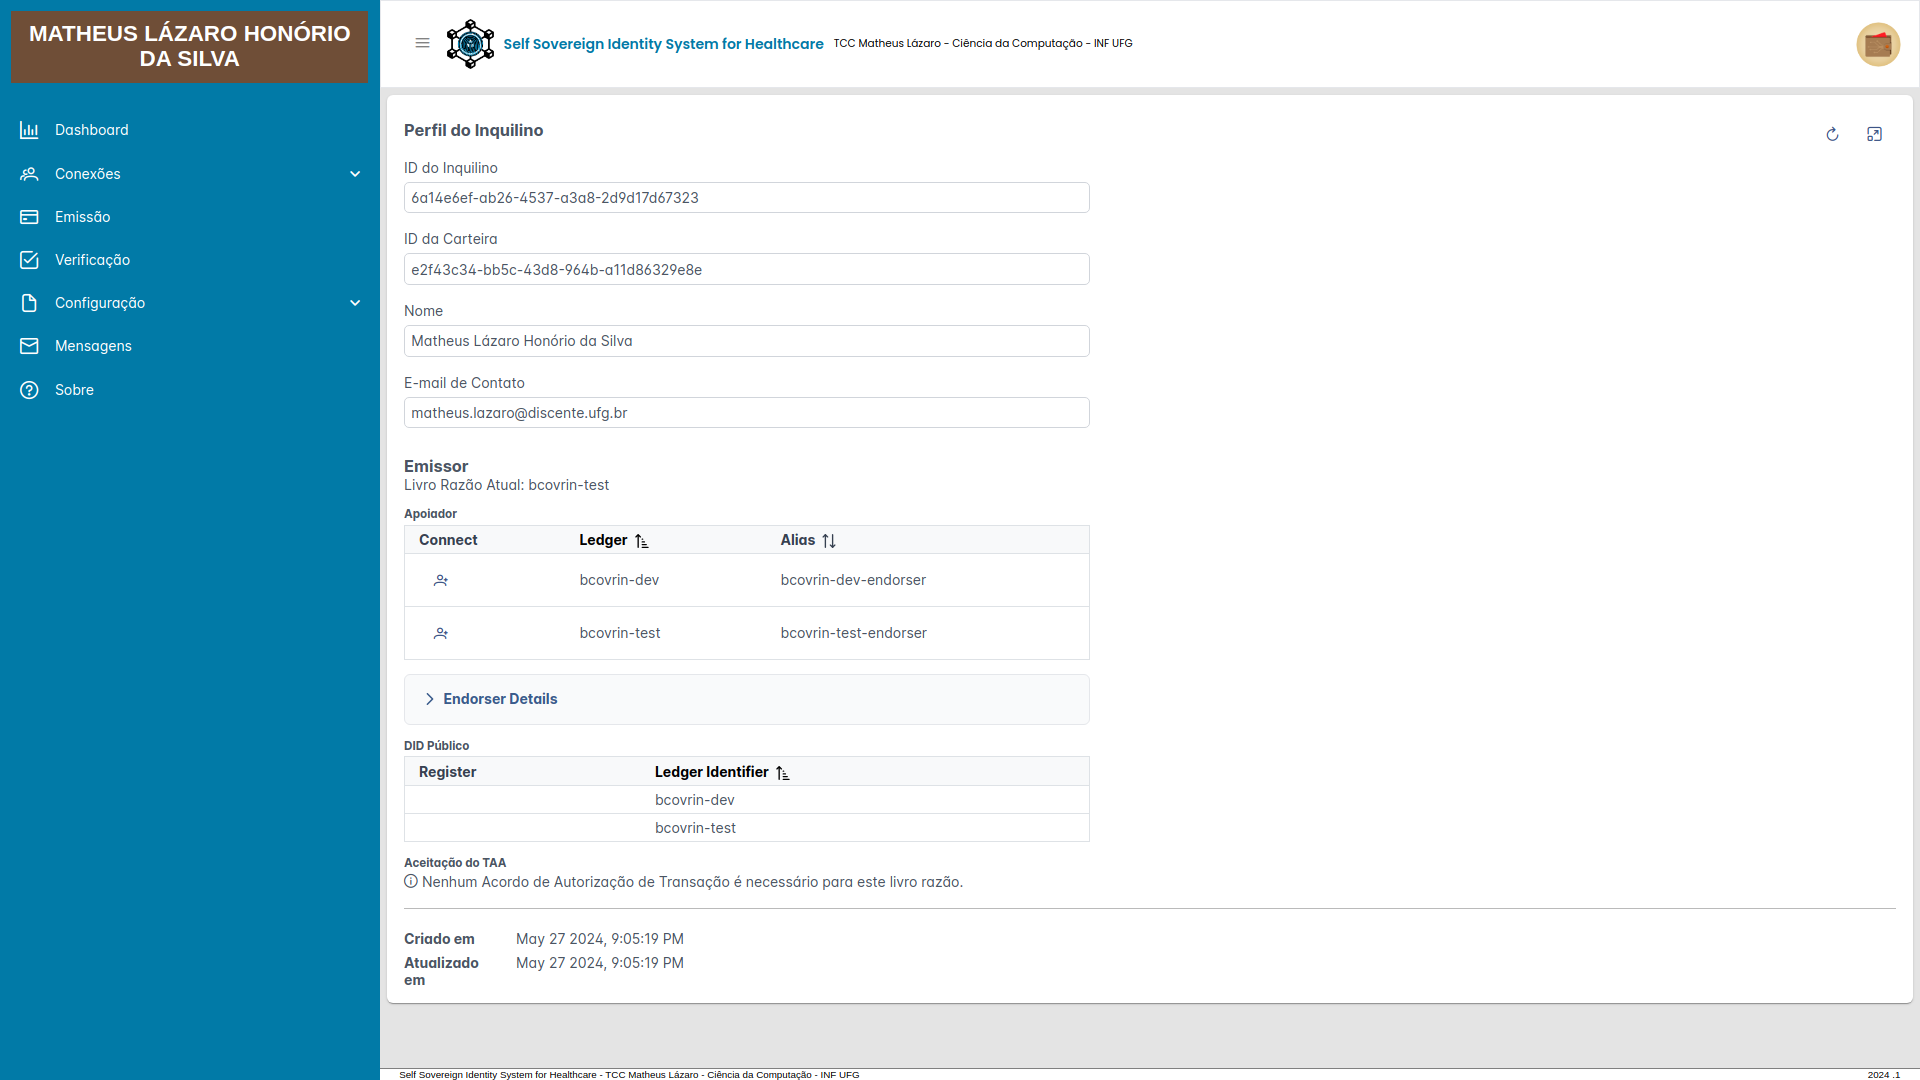 MATHEUS LÁZARO HONÓRIO
DA SILVA
Dashboard
Conexões
Emissão
Verificação
Configuração
Mensagens
Sobre
Self Sovereign Identity System for Healthcare TCC Matheus Lázaro - Ciência da Computação - INF UFG
Perfil do Inquilino
ID do Inquilino
6a14e6ef-ab26-4537-a3a8-2d9d17d67323
ID da Carteira
e2f43c34-bb5c-43d8-964b-a11d86329e8e
Nome
Matheus Lázaro Honório da Silva
E-mail de Contato
matheus.lazaro@discente.ufg.br
Emissor
Livro Razão Atual: bcovrin-test
Apoiador
Connect Ledger Alias
bcovrin-dev bcovrin-dev-endorser
bcovrin-test bcovrin-test-endorser
Endorser Details
DID Público
Register Ledger Identifier
bcovrin-dev
bcovrin-test
Aceitação do TAA
Nenhum Acordo de Autorização de Transação é necessário para este livro razão.
Criado em May 27 2024, 9:05:19 PM
Atualizado em May 27 2024, 9:05:19 PM
Self Sovereign Identity System for Healthcare - TCC Matheus Lázaro - Ciência da Computação - INF UFG 2024 .1